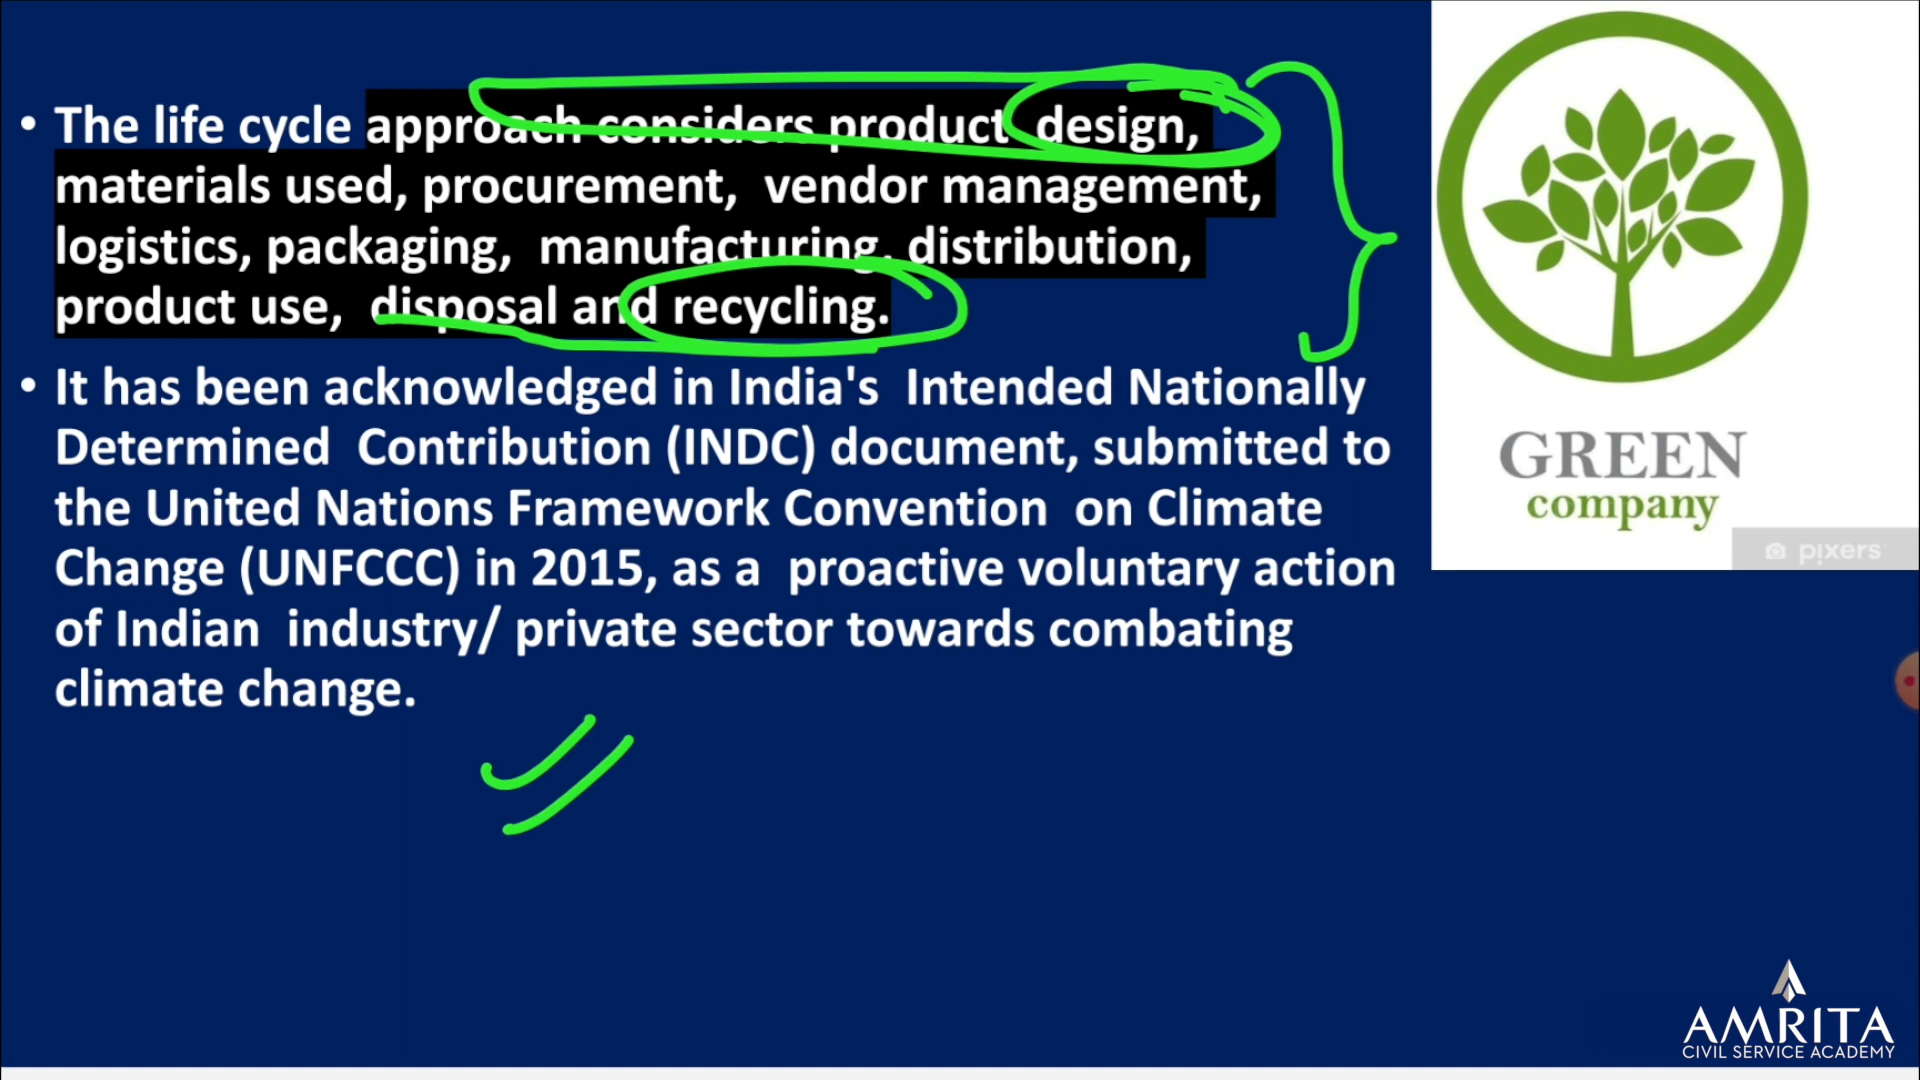 • The life cycle approach considers product design,
materials used, procurement, vendor management,
logistics, packaging, manufacturing, distribution,
product use, disposal and recycling.
• It has been acknowledged in India's Intended Nationally
Determined Contribution (INDC) document, submitted to
the United Nations Framework Convention on Climate
Change (UNFCCC) in 2015, as a proactive voluntary action
of Indian industry/ private sector towards combating
climate change.
GREEN
company
pixers
AMRITA
CIVIL SERVICE ACADEMY